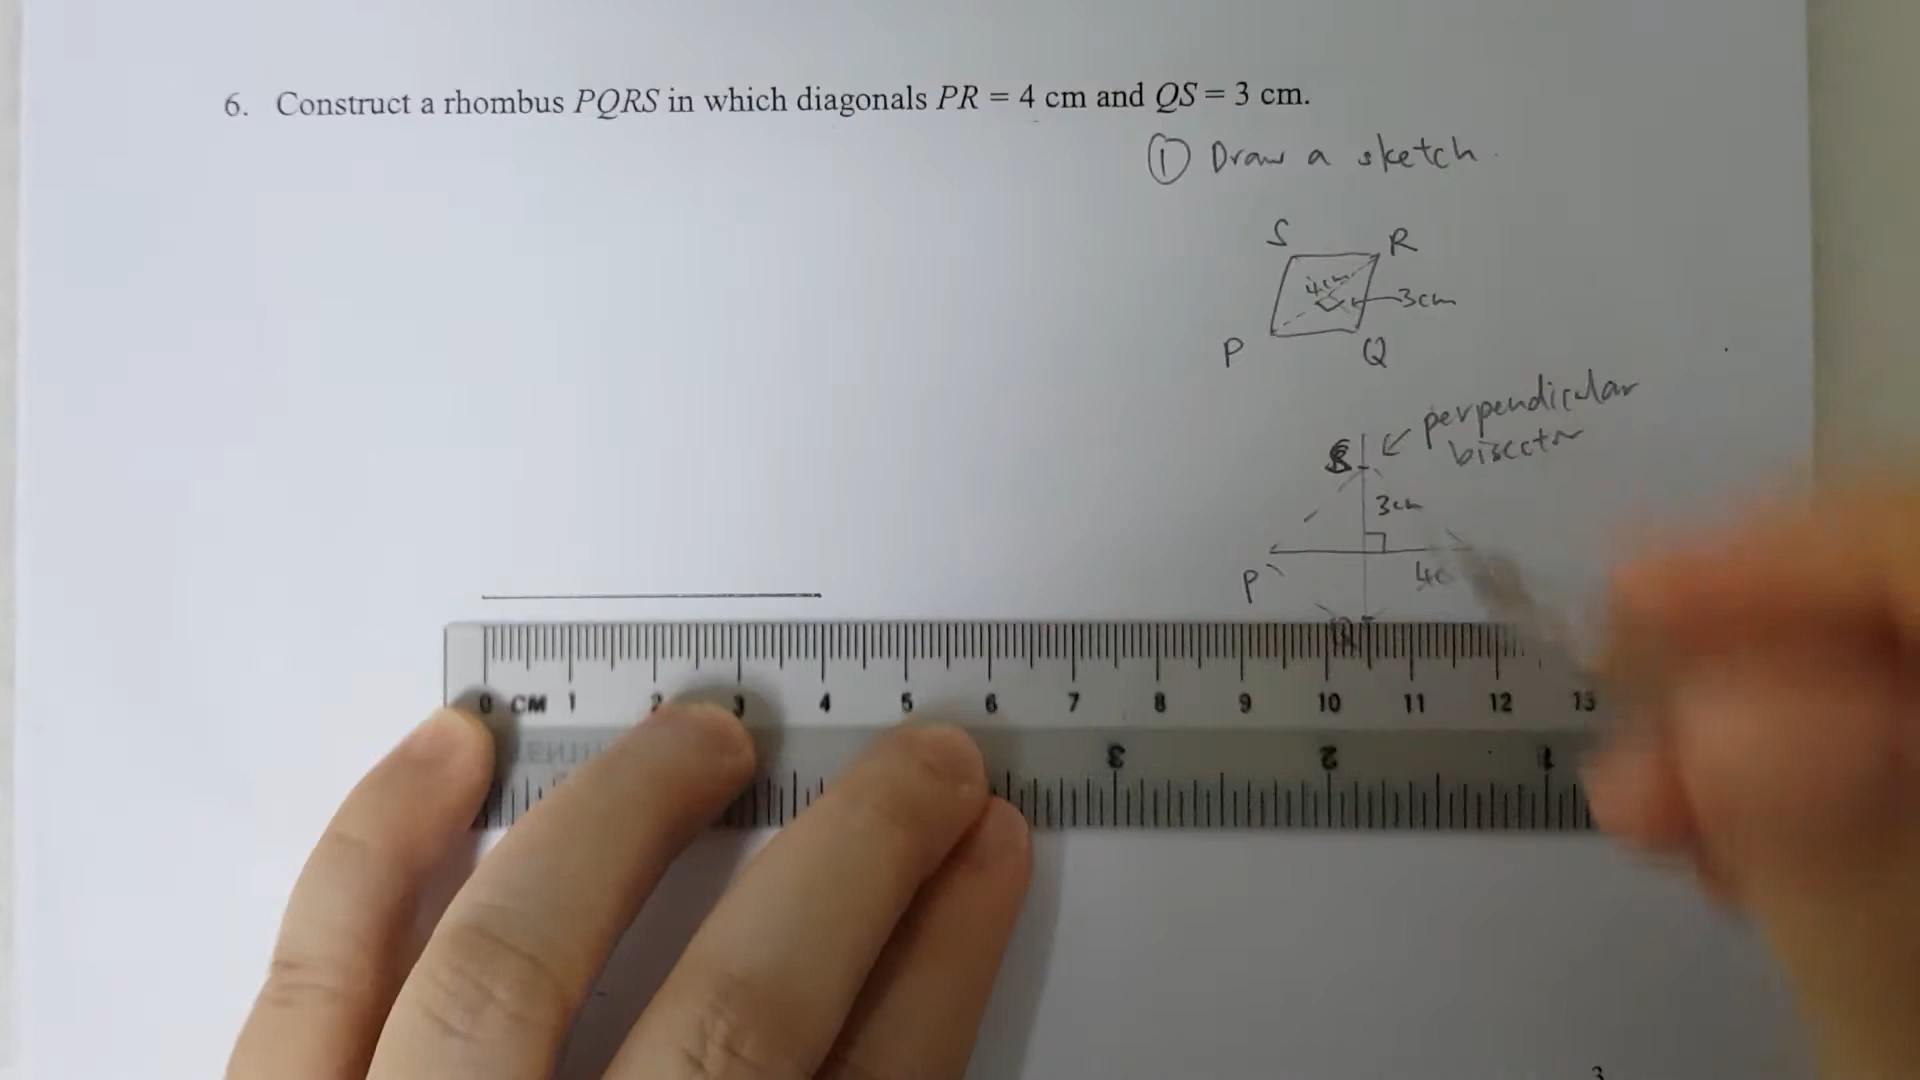 6. Construct a rhombus PQRS in which diagonals PR = 4 cm and QS = 3 cm.
① Draw a sketch.
S R
4cm
3cm
P Q
perpendicular
bisector
S
3cm
P
4c
0 CM 1 2 3 4 5 6 7 8 9 10 11 12 13
3 2 1
3